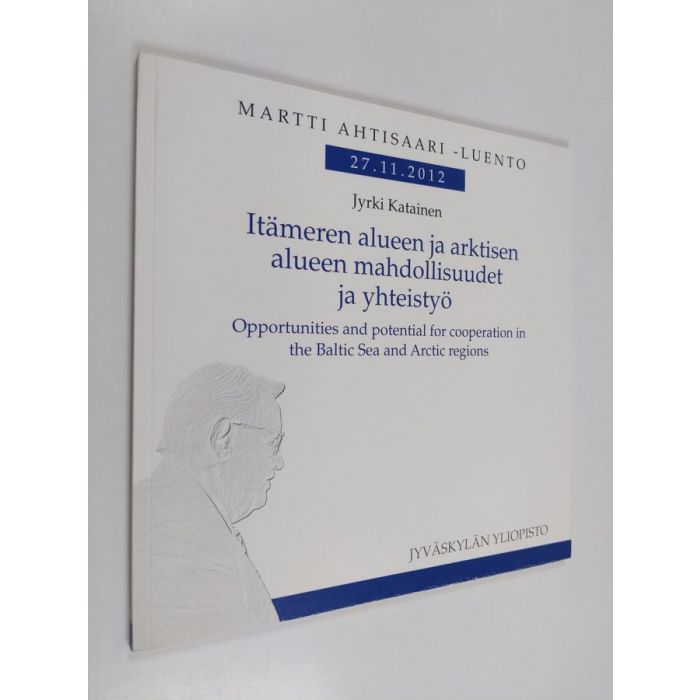 MARTTI AHTISAARI -LUENTO
27.11.2012
Jyrki Katainen
Itämeren alueen ja arktisen
alueen mahdollisuudet
ja yhteistyö
Opportunities and potential for cooperation in
the Baltic Sea and Arctic regions
JYVÄSKYLÄN YLIOPISTO